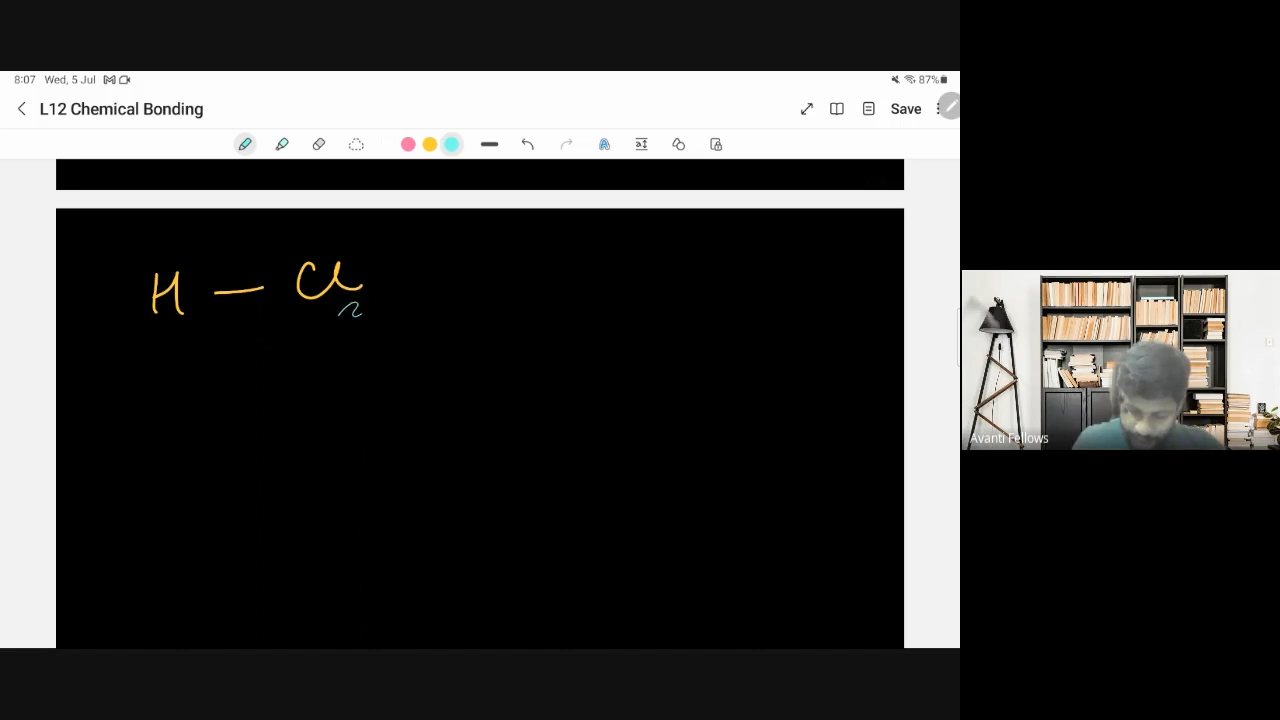 8:07 Wed, 5 Jul 87%
L12 Chemical Bonding Save
H — Cl
Avanti Fellows